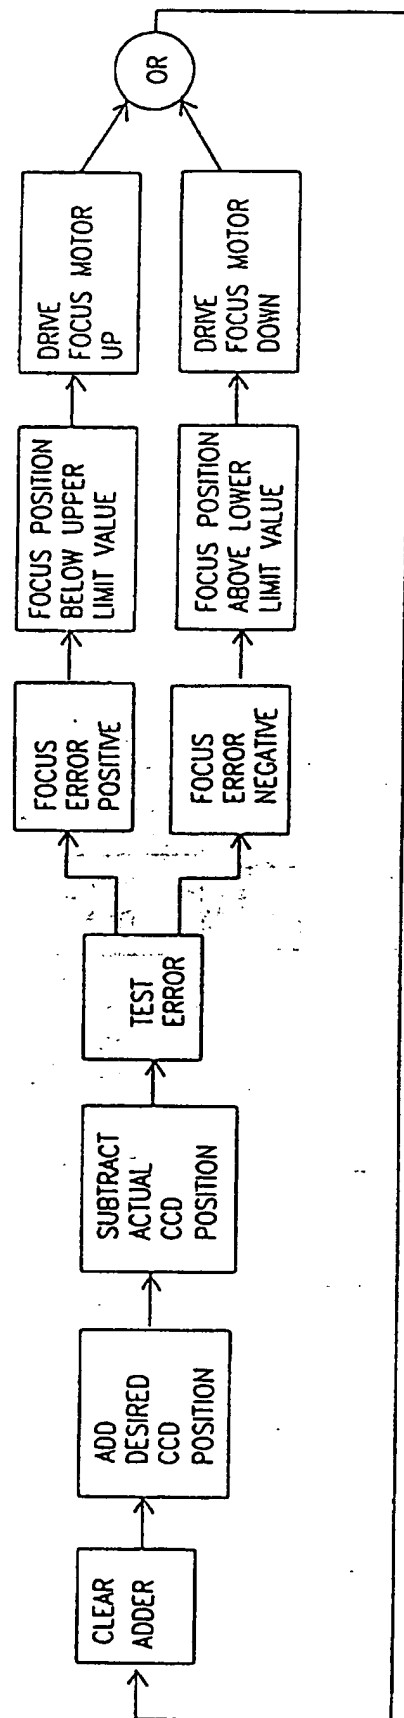 CLEAR
ADDER
ADD
DESIRED
CCD
POSITION
SUBTRACT
ACTUAL
CCD
POSITION
TEST
ERROR
FOCUS
ERROR
POSITIVE
FOCUS POSITION
BELOW UPPER
LIMIT VALUE
DRIVE
FOCUS MOTOR
UP
FOCUS
ERROR
NEGATIVE
FOCUS POSITION
ABOVE LOWER
LIMIT VALUE
DRIVE
FOCUS MOTOR
DOWN
OR